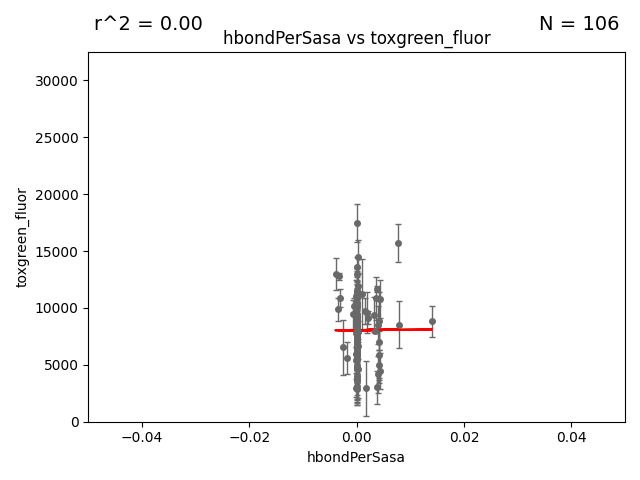 r^2 = 0.00
N = 106
hbondPerSasa vs toxgreen_fluor
30000
25000
20000
15000
10000
5000
0
toxgreen_fluor
−0.04
−0.02
0.00
0.02
0.04
hbondPerSasa